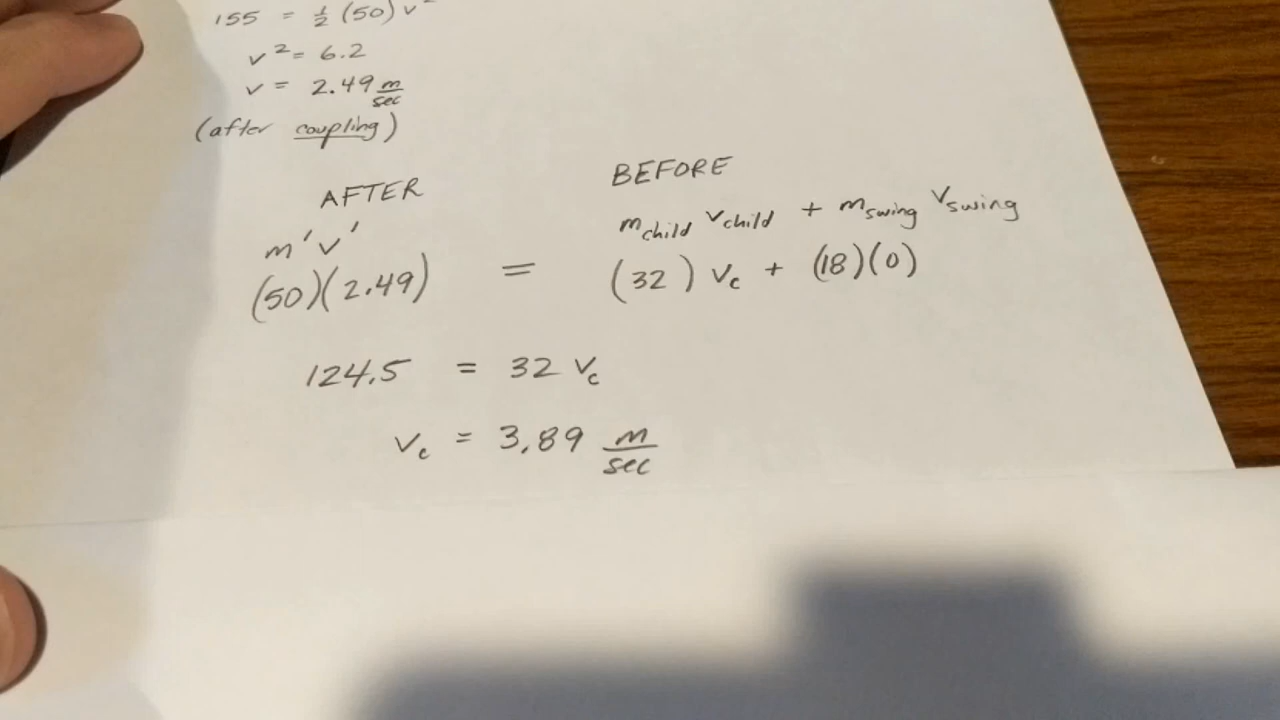 155 = 1/2 (50) v²
v² = 6.2
v = 2.49 m/sec
(after coupling)
AFTER BEFORE
m'v' m_child v_child + m_swing v_swing
(50)(2.49) = (32) v_c + (18)(0)
124.5 = 32 v_c
v_c = 3.89 m/sec